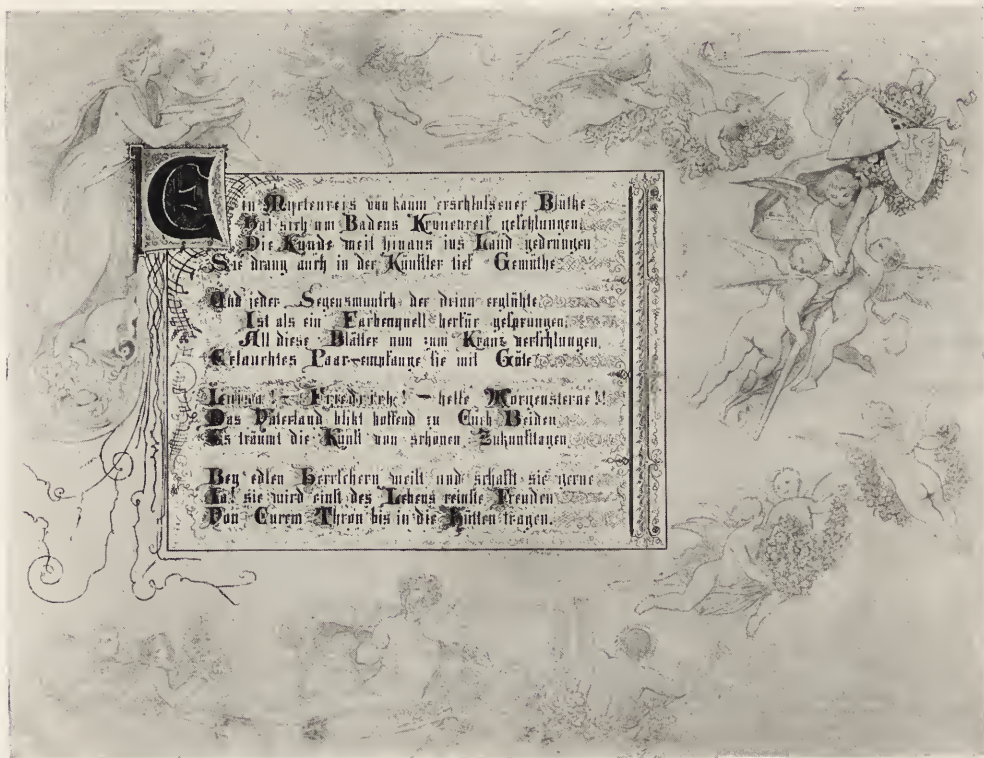 Ein Myrtenreis von kaum erschlossener Blüthe
Hat sich um Badens Kronenreif geschlungen,
Die Kunde weit hinaus ins Land gedrungen
Sie drang auch in der Künstler tief Gemüthe.
Und jeder Segenswunsch der drinn erglühte,
Ist als ein Farbenquell herfür gesprungen,
All diese Blätter nun zum Kranz verschlungen,
Erlauchtes Paar – empfange sie mit Güte.
Louisa! – Friedrich! – helle Morgensterne!!
Das Vaterland blikt hoffend zu Euch Beiden,
Es träumt die Kunst von schönen Zukunfttagen
Bey edlen Herrschern weilt und schafft sie gerne
Ja! sie wird einst des Lebens reinste Freuden
Von Eurem Thron bis in die Hütten tragen.